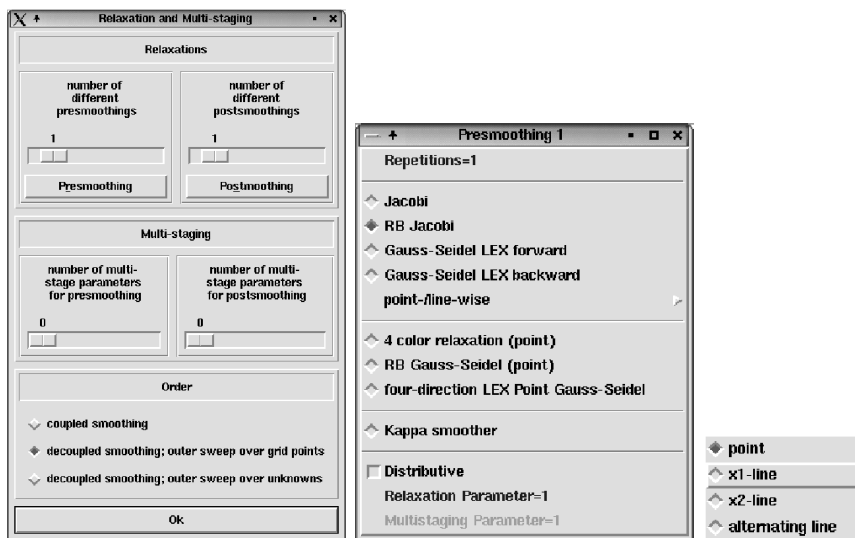 Relaxation and Multi-staging
Relaxations
number of
different
presmoothings
1
Presmoothing
number of
different
postsmoothings
1
Postmoothing
Multi-staging
number of multi-
stage parameters
for presmoothing
0
number of multi-
stage parameters
for postsmoothing
0
Order
coupled smoothing
decoupled smoothing; outer sweep over grid points
decoupled smoothing; outer sweep over unknowns
Ok
Presmoothing 1
Repetitions=1
Jacobi
RB Jacobi
Gauss-Seidel LEX forward
Gauss-Seidel LEX backward
point-/line-wise
4 color relaxation (point)
RB Gauss-Seidel (point)
four-direction LEX Point Gauss-Seidel
Kappa smoother
Distributive
Relaxation Parameter=1
Multistaging Parameter=1
point
x1-line
x2-line
alternating line